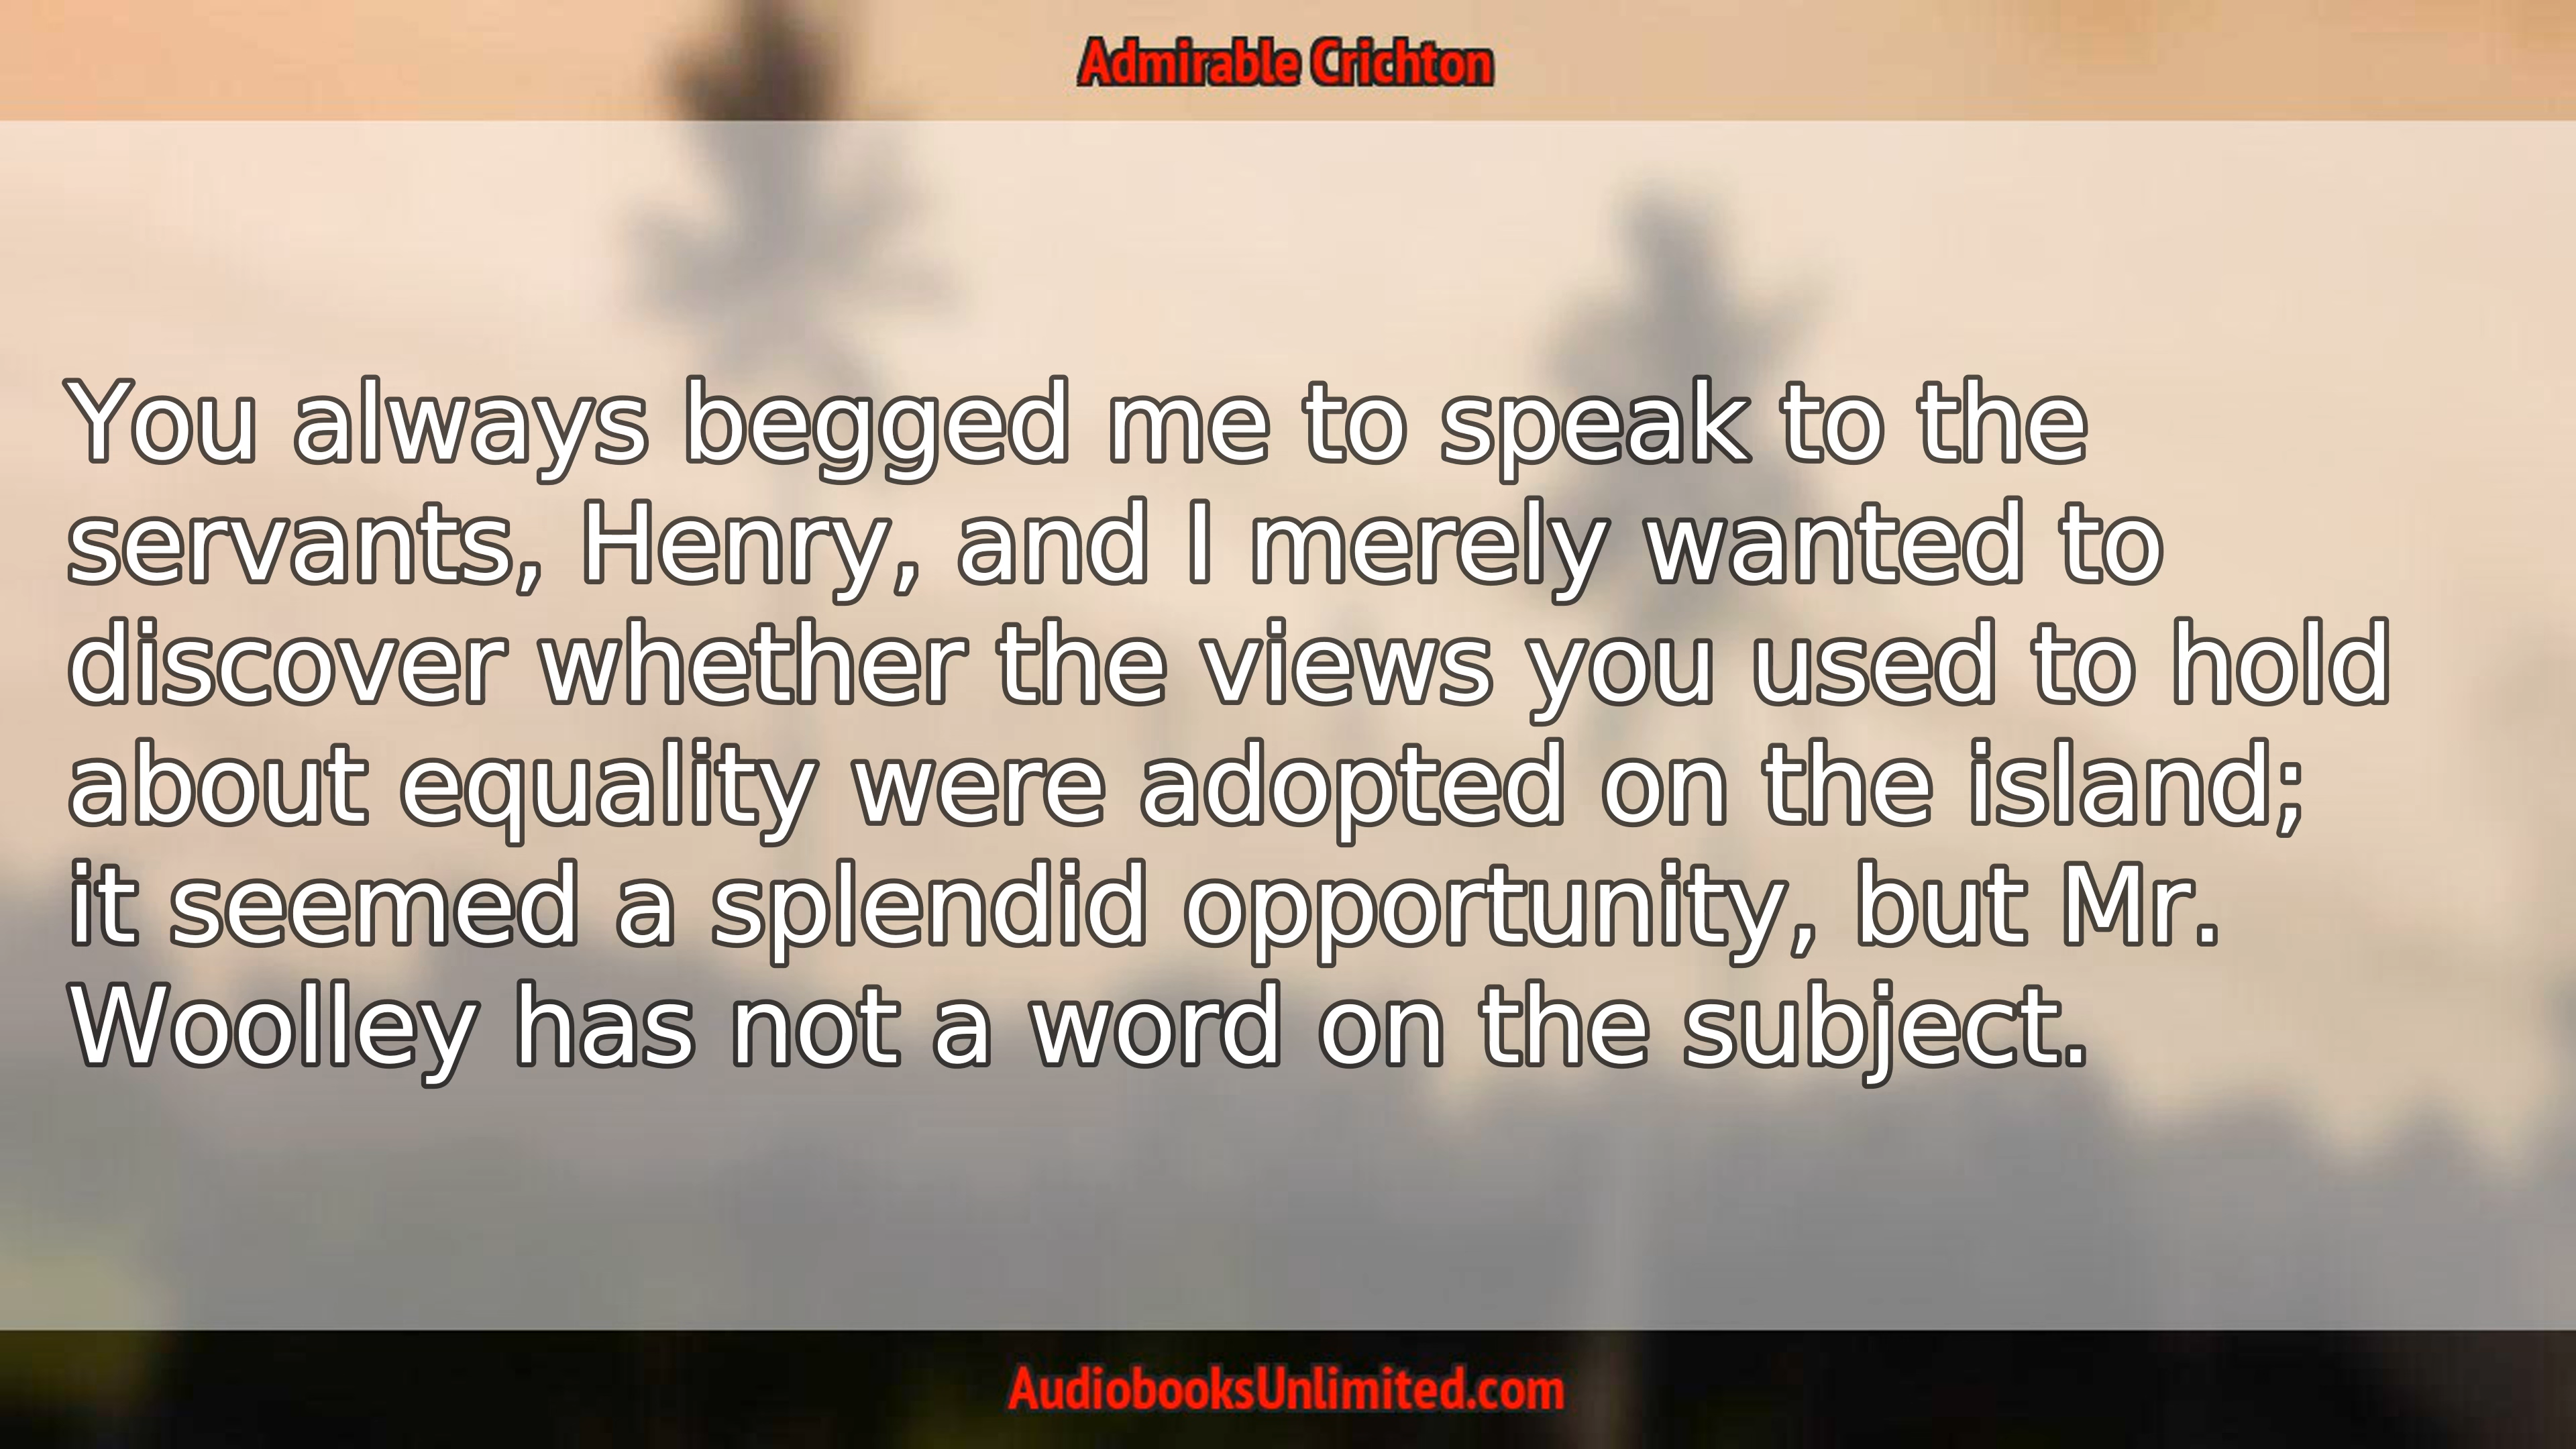 Admirable Crichton
You always begged me to speak to the
servants, Henry, and I merely wanted to
discover whether the views you used to hold
about equality were adopted on the island;
it seemed a splendid opportunity, but Mr.
Woolley has not a word on the subject.
AudiobooksUnlimited.com